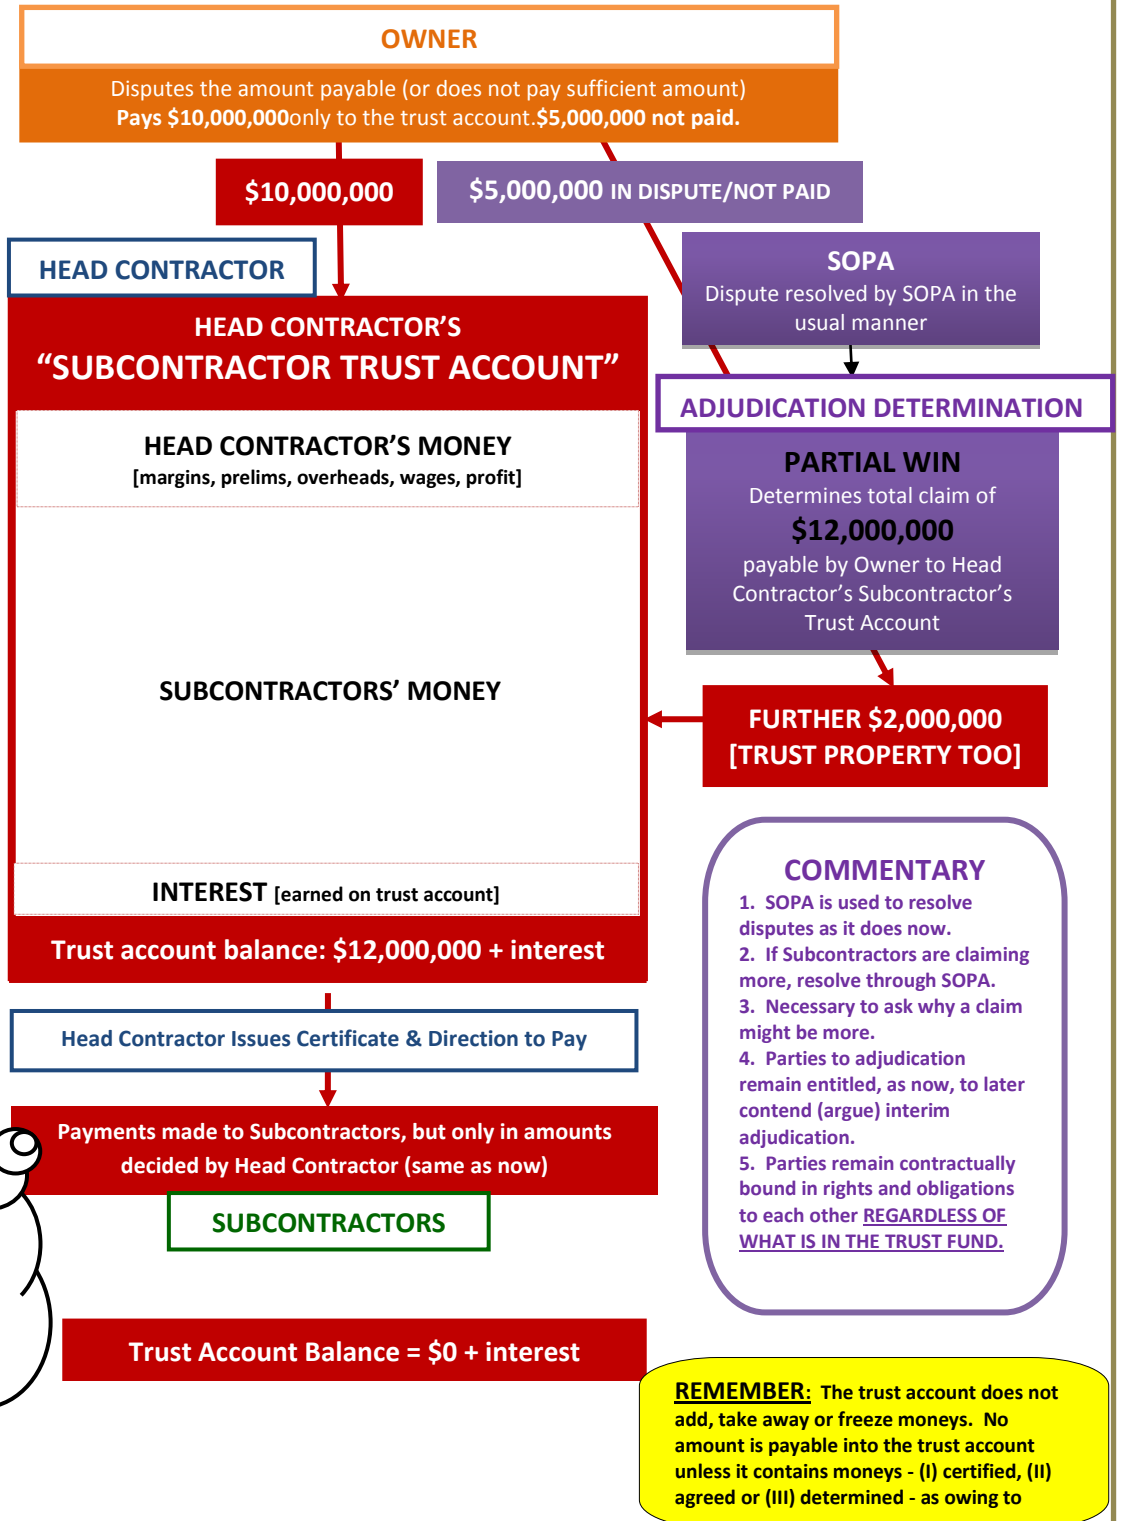 OWNER
Disputes the amount payable (or does not pay sufficient amount)
Pays $10,000,000only to the trust account.$5,000,000 not paid.
$10,000,000
$5,000,000 IN DISPUTE/NOT PAID
HEAD CONTRACTOR
SOPA
Dispute resolved by SOPA in the
usual manner
HEAD CONTRACTOR'S
“SUBCONTRACTOR TRUST ACCOUNT”
HEAD CONTRACTOR'S MONEY
[margins, prelims, overheads, wages, profit]
SUBCONTRACTORS' MONEY
INTEREST [earned on trust account]
Trust account balance: $12,000,000 + interest
ADJUDICATION DETERMINATION
PARTIAL WIN
Determines total claim of
$12,000,000
payable by Owner to Head
Contractor's Subcontractor's
Trust Account
FURTHER $2,000,000
[TRUST PROPERTY TOO]
Head Contractor Issues Certificate & Direction to Pay
Payments made to Subcontractors, but only in amounts
decided by Head Contractor (same as now)
SUBCONTRACTORS
Trust Account Balance = $0 + interest
COMMENTARY
1. SOPA is used to resolve
disputes as it does now.
2. If Subcontractors are claiming
more, resolve through SOPA.
3. Necessary to ask why a claim
might be more.
4. Parties to adjudication
remain entitled, as now, to later
contend (argue) interim
adjudication.
5. Parties remain contractually
bound in rights and obligations
to each other REGARDLESS OF
WHAT IS IN THE TRUST FUND.
REMEMBER: The trust account does not
add, take away or freeze moneys. No
amount is payable into the trust account
unless it contains moneys - (I) certified, (II)
agreed or (III) determined - as owing to